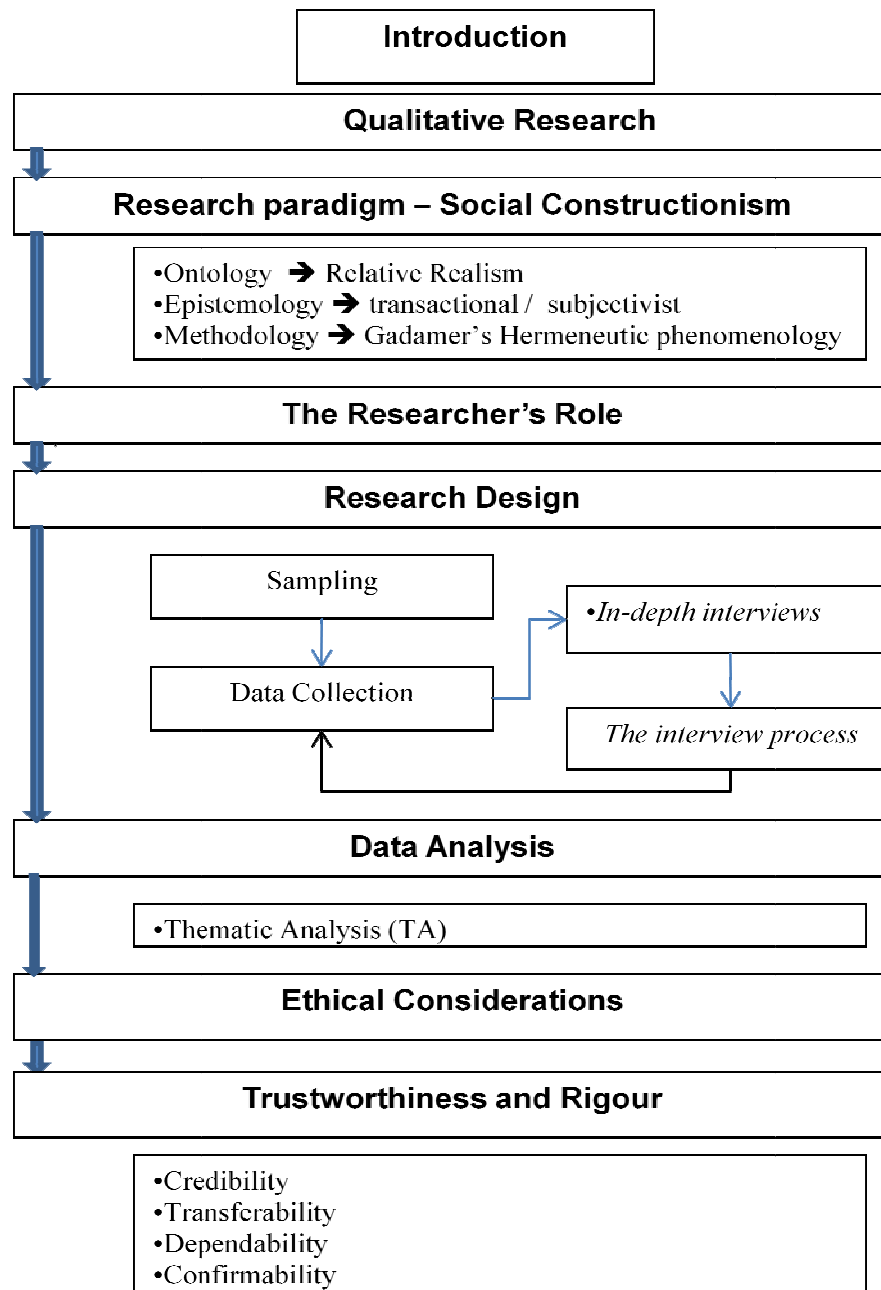 Introduction
Qualitative Research
Research paradigm – Social Constructionism
•Ontology ➔ Relative Realism
•Epistemology ➔ transactional / subjectivist
•Methodology ➔ Gadamer’s Hermeneutic phenomenology
The Researcher’s Role
Research Design
Sampling
•In-depth interviews
Data Collection
The interview process
Data Analysis
•Thematic Analysis (TA)
Ethical Considerations
Trustworthiness and Rigour
•Credibility
•Transferability
•Dependability
•Confirmability